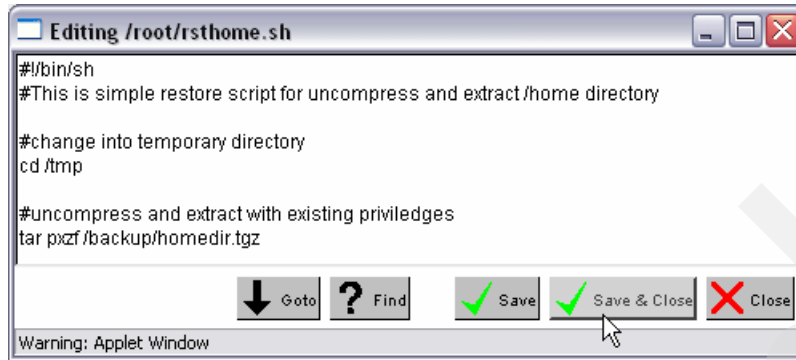 Editing /root/rsthome.sh
#!/bin/sh
#This is simple restore script for uncompress and extract /home directory
#change into temporary directory
cd /tmp
#uncompress and extract with existing priviledges
tar pxzf /backup/homedir.tgz
Goto ? Find Save Save & Close Close
Warning: Applet Window